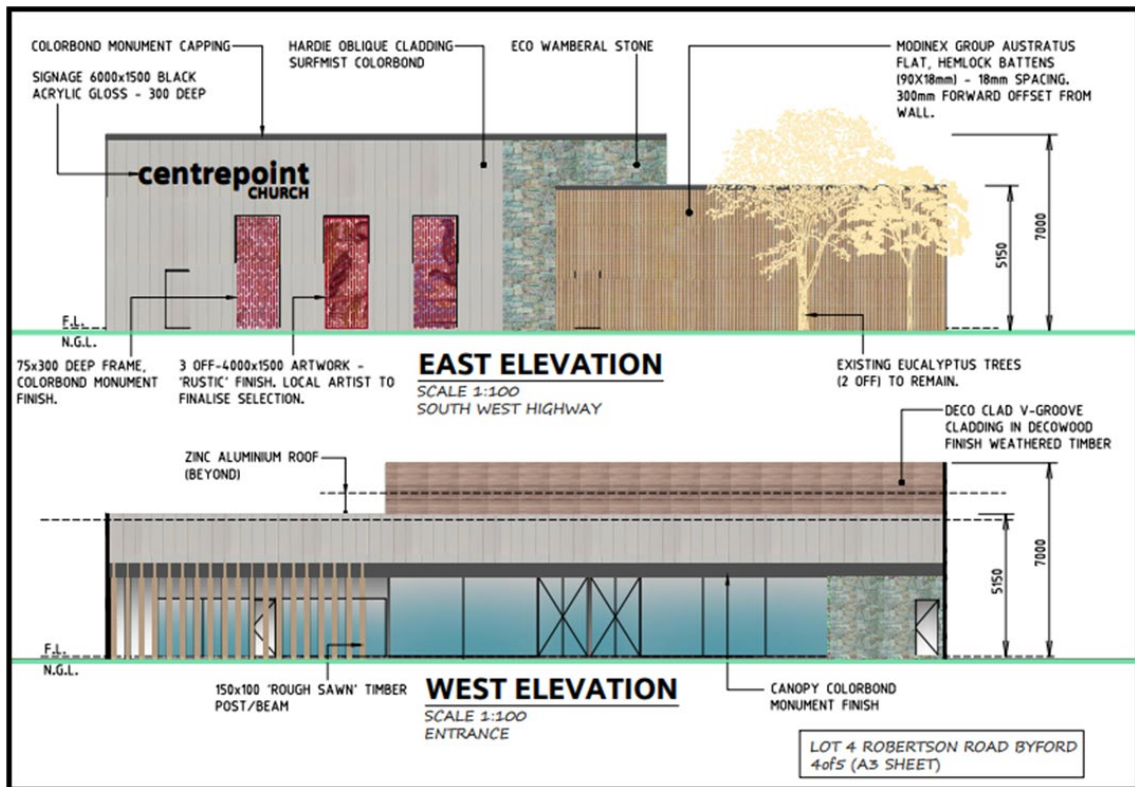 COLORBOND MONUMENT CAPPING
SIGNAGE 6000x1500 BLACK
ACRYLIC GLOSS - 300 DEEP
HARDIE OBLIQUE CLADDING
SURFMIST COLORBOND
ECO WAMBERAL STONE
MODINEX GROUP AUSTRATUS
FLAT, HEMLOCK BATTENS
(90X18mm) - 18mm SPACING.
300mm FORWARD OFFSET FROM
WALL.
centrepoint
CHURCH
5150
7000
F.L.
N.G.L.
75x300 DEEP FRAME,
COLORBOND MONUMENT
FINISH.
3 OFF-4000x1500 ARTWORK -
'RUSTIC' FINISH. LOCAL ARTIST TO
FINALISE SELECTION.
EAST ELEVATION
SCALE 1:100
SOUTH WEST HIGHWAY
EXISTING EUCALYPTUS TREES
(2 OFF) TO REMAIN.
DECO CLAD V-GROOVE
CLADDING IN DECOWOOD
FINISH WEATHERED TIMBER
ZINC ALUMINIUM ROOF
(BEYOND)
5150
7000
F.L.
N.G.L.
150x100 'ROUGH SAWN' TIMBER
POST/BEAM
WEST ELEVATION
SCALE 1:100
ENTRANCE
CANOPY COLORBOND
MONUMENT FINISH
LOT 4 ROBERTSON ROAD BYFORD
4of5 (A3 SHEET)